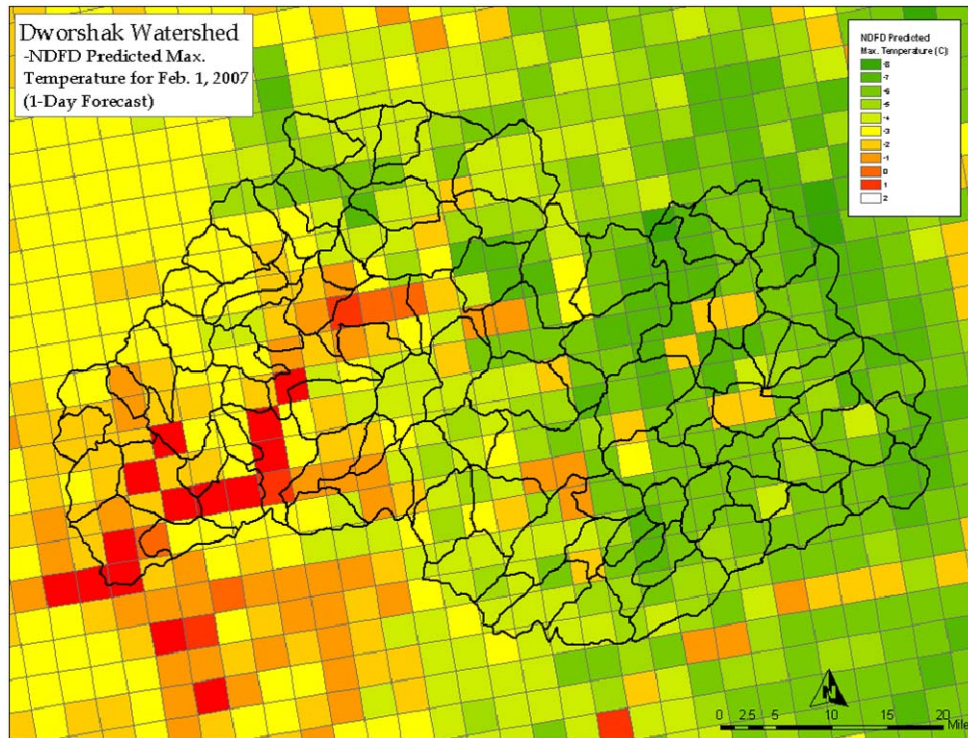 Dworshak Watershed
-NDFD Predicted Max.
Temperature for Feb. 1, 2007
(1-Day Forecast)
NDFD Predicted
Max. Temperature (C)
-8
-7
-6
-5
-4
-3
-2
-1
0
1
2
N
0 2.5 5 10 15 20
Miles